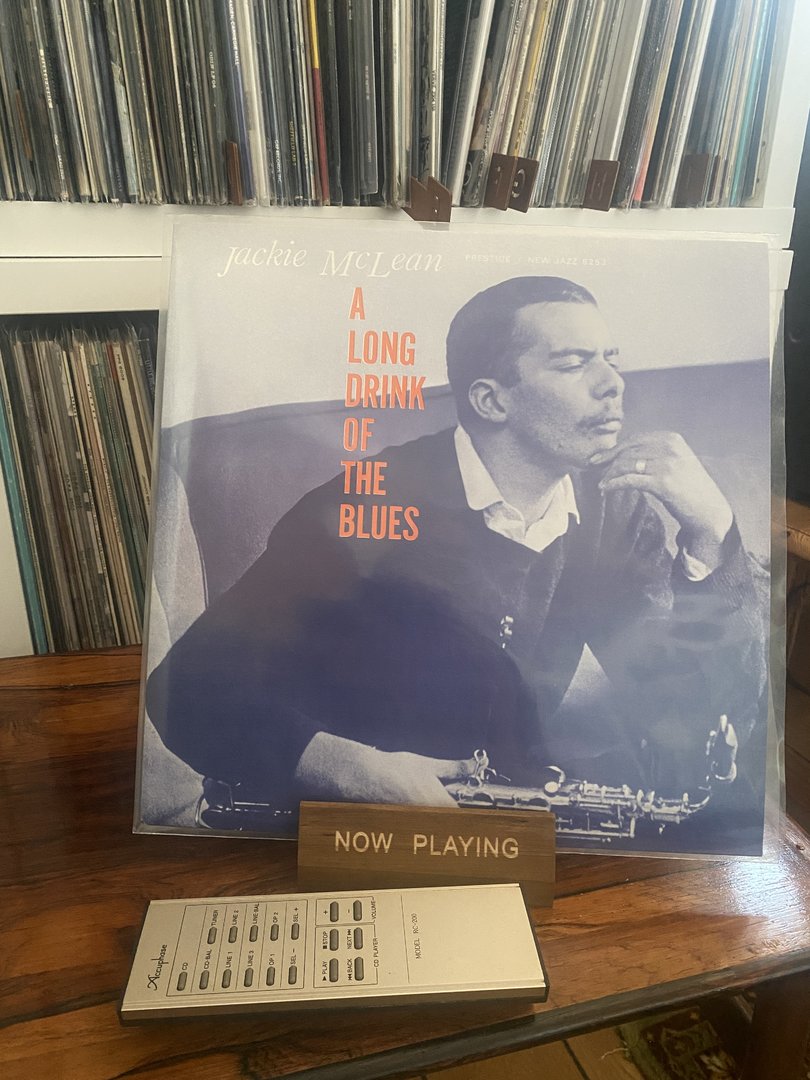 Jackie McLean
PRESTIGE / NEW JAZZ 8253
A
LONG
DRINK
OF
THE
BLUES
NOW PLAYING
Accuphase
CD
CD BAL
LINE 1
LINE 3
OP 1
SEL −
TUNER
LINE 2
LINE BAL
OP 2
SEL +
+
−
VOLUME
■ STOP
NEXT ▶▶
▶ PLAY
◀◀ BACK
CD PLAYER
MODEL RC-200